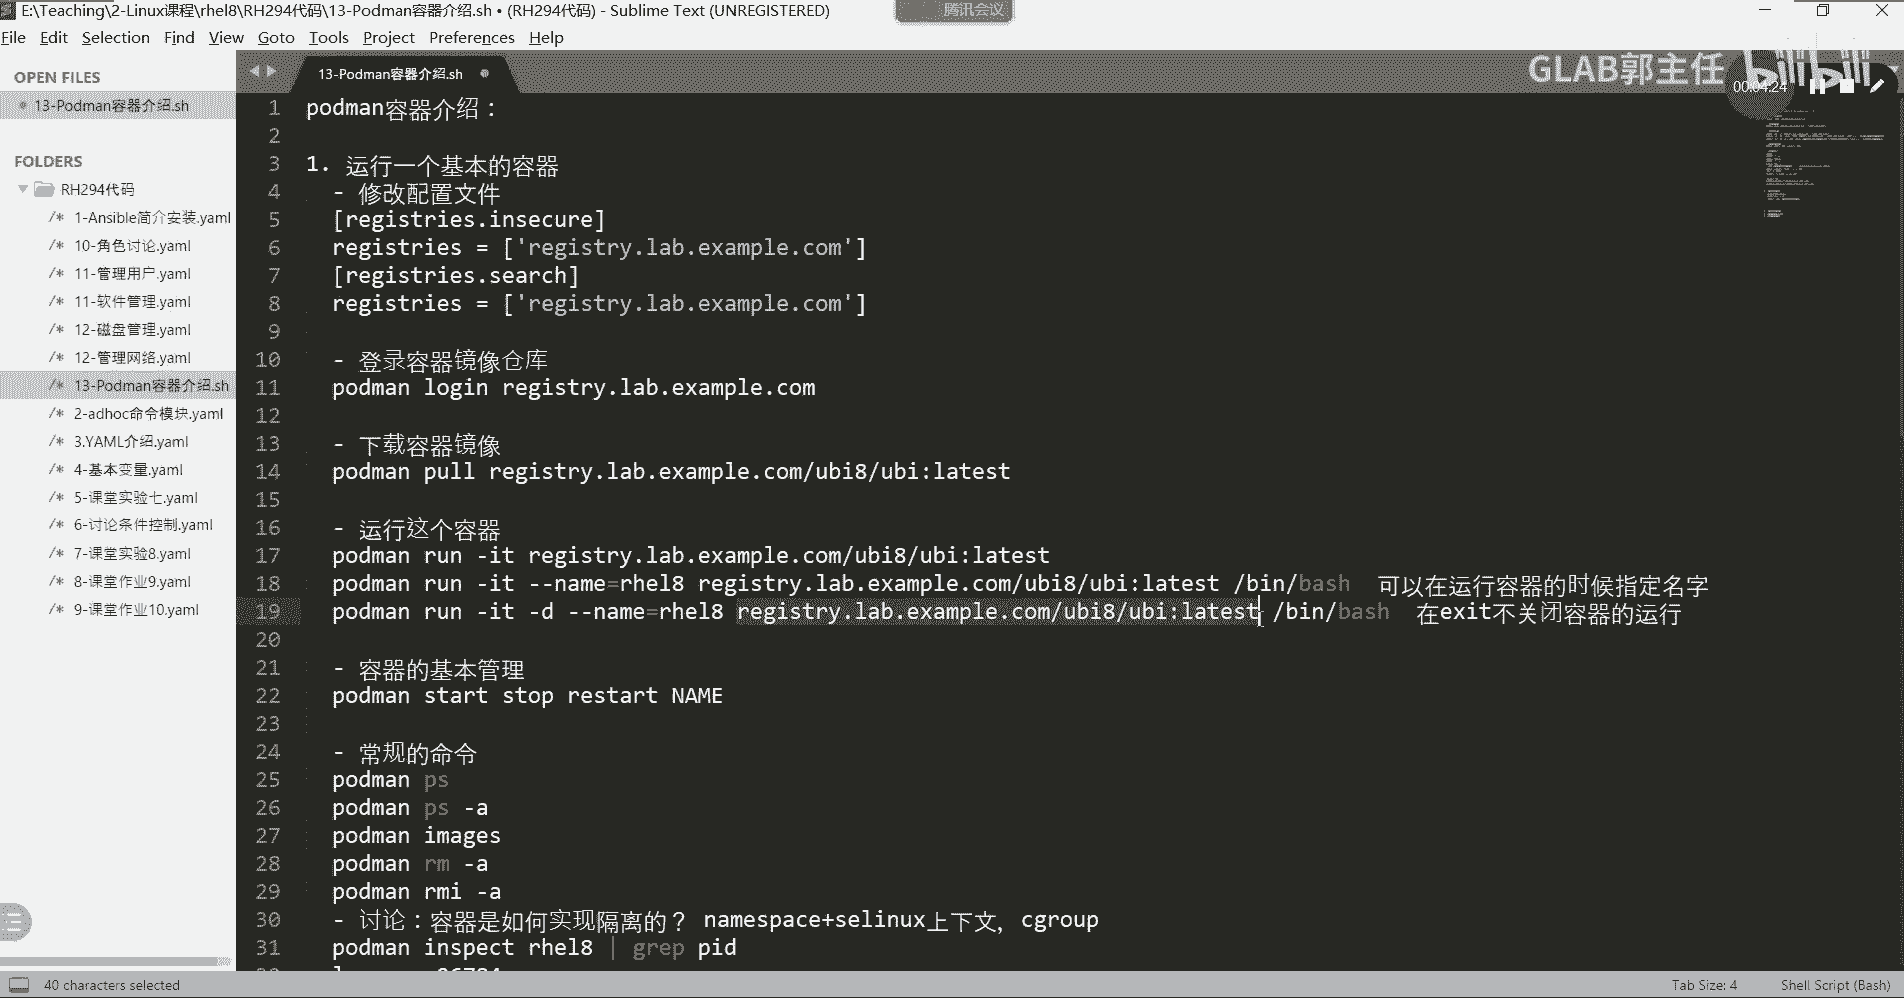 E:\Teaching\2-Linux课程\rhel8\RH294代码\13-Podman容器介绍.sh • (RH294代码) - Sublime Text (UNREGISTERED)
腾讯会议
File Edit Selection Find View Goto Tools Project Preferences Help
OPEN FILES
13-Podman容器介绍.sh
FOLDERS
RH294代码
/* 1-Ansible简介安装.yaml
/* 10-角色讨论.yaml
/* 11-管理用户.yaml
/* 11-软件管理.yaml
/* 12-磁盘管理.yaml
/* 12-管理网络.yaml
/* 13-Podman容器介绍.sh
/* 2-adhoc命令模块.yaml
/* 3.YAML介绍.yaml
/* 4-基本变量.yaml
/* 5-课堂实验七.yaml
/* 6-讨论条件控制.yaml
/* 7-课堂实验8.yaml
/* 8-课堂作业9.yaml
/* 9-课堂作业10.yaml
13-Podman容器介绍.sh
GLAB郭主任 bilibili
00:04:24
1 podman容器介绍：
2
3 1. 运行一个基本的容器
4 - 修改配置文件
5 [registries.insecure]
6 registries = ['registry.lab.example.com']
7 [registries.search]
8 registries = ['registry.lab.example.com']
9
10 - 登录容器镜像仓库
11 podman login registry.lab.example.com
12
13 - 下载容器镜像
14 podman pull registry.lab.example.com/ubi8/ubi:latest
15
16 - 运行这个容器
17 podman run -it registry.lab.example.com/ubi8/ubi:latest
18 podman run -it --name=rhel8 registry.lab.example.com/ubi8/ubi:latest /bin/bash 可以在运行容器的时候指定名字
19 podman run -it -d --name=rhel8 registry.lab.example.com/ubi8/ubi:latest /bin/bash 在exit不关闭容器的运行
20
21 - 容器的基本管理
22 podman start stop restart NAME
23
24 - 常规的命令
25 podman ps
26 podman ps -a
27 podman images
28 podman rm -a
29 podman rmi -a
30 - 讨论：容器是如何实现隔离的？ namespace+selinux上下文，cgroup
31 podman inspect rhel8 | grep pid
40 characters selected
Tab Size: 4
Shell Script (Bash)